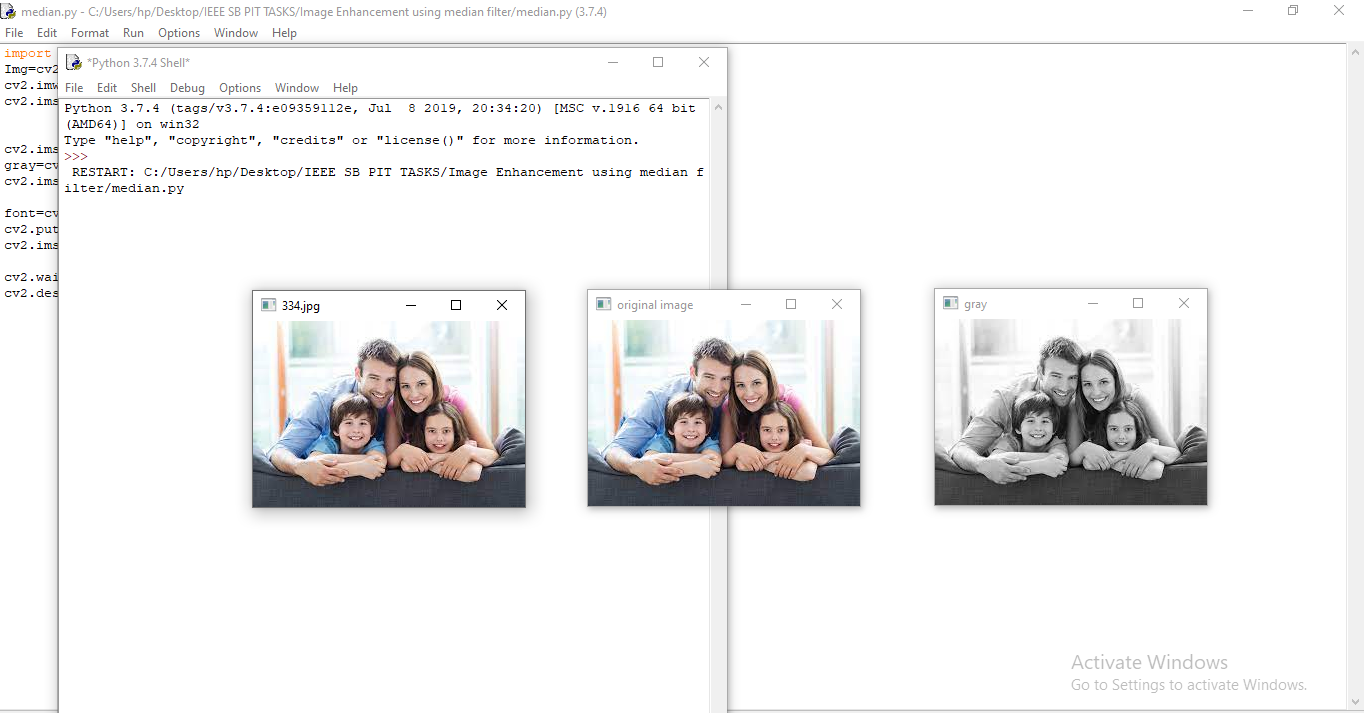 median.py - C:/Users/hp/Desktop/IEEE SB PIT TASKS/Image Enhancement using median filter/median.py (3.7.4)
File Edit Format Run Options Window Help
import
Img=cv2
cv2.imw
cv2.ims
cv2.ims
gray=cv
cv2.ims
font=cv
cv2.put
cv2.ims
cv2.wai
cv2.des
*Python 3.7.4 Shell*
File Edit Shell Debug Options Window Help
Python 3.7.4 (tags/v3.7.4:e09359112e, Jul  8 2019, 20:34:20) [MSC v.1916 64 bit
(AMD64)] on win32
Type "help", "copyright", "credits" or "license()" for more information.
>>>
 RESTART: C:/Users/hp/Desktop/IEEE SB PIT TASKS/Image Enhancement using median f
ilter/median.py
334.jpg
original image
gray
Activate Windows
Go to Settings to activate Windows.